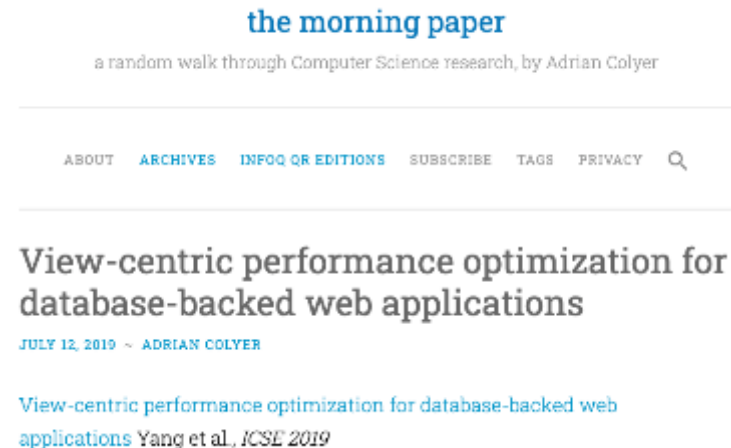 the morning paper
a random walk through Computer Science research, by Adrian Colyer
ABOUT ARCHIVES INFOQ QR EDITIONS SUBSCRIBE TAGS PRIVACY
View-centric performance optimization for
database-backed web applications
JULY 12, 2019 ~ ADRIAN COLYER
View-centric performance optimization for database-backed web
applications Yang et al., ICSE 2019